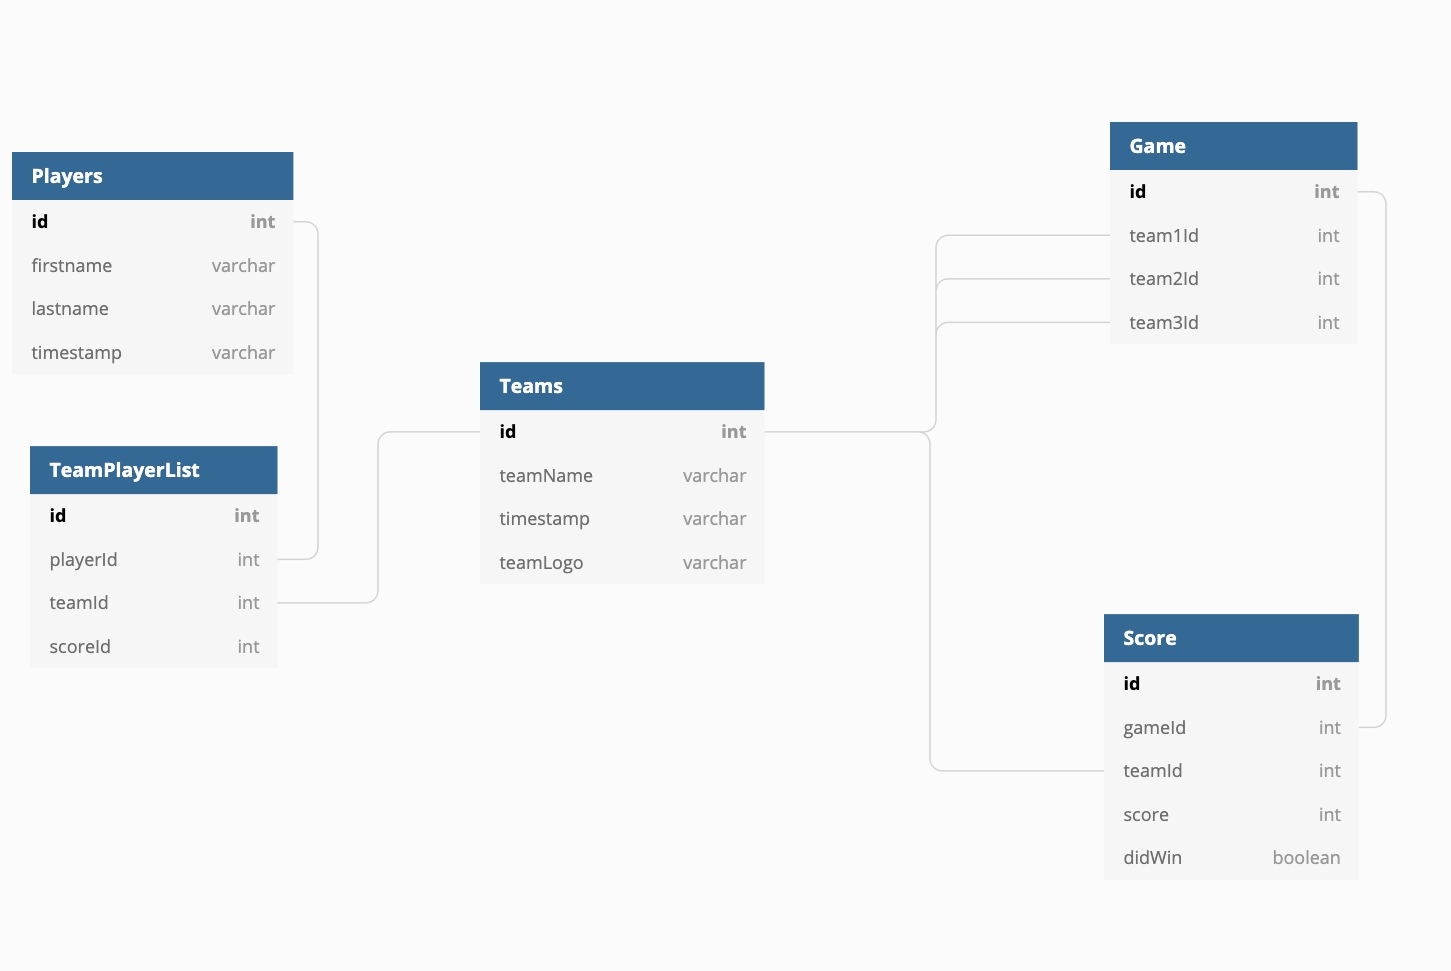 Players
id int
firstname varchar
lastname varchar
timestamp varchar
TeamPlayerList
id int
playerId int
teamId int
scoreId int
Teams
id int
teamName varchar
timestamp varchar
teamLogo varchar
Game
id int
team1Id int
team2Id int
team3Id int
Score
id int
gameId int
teamId int
score int
didWin boolean